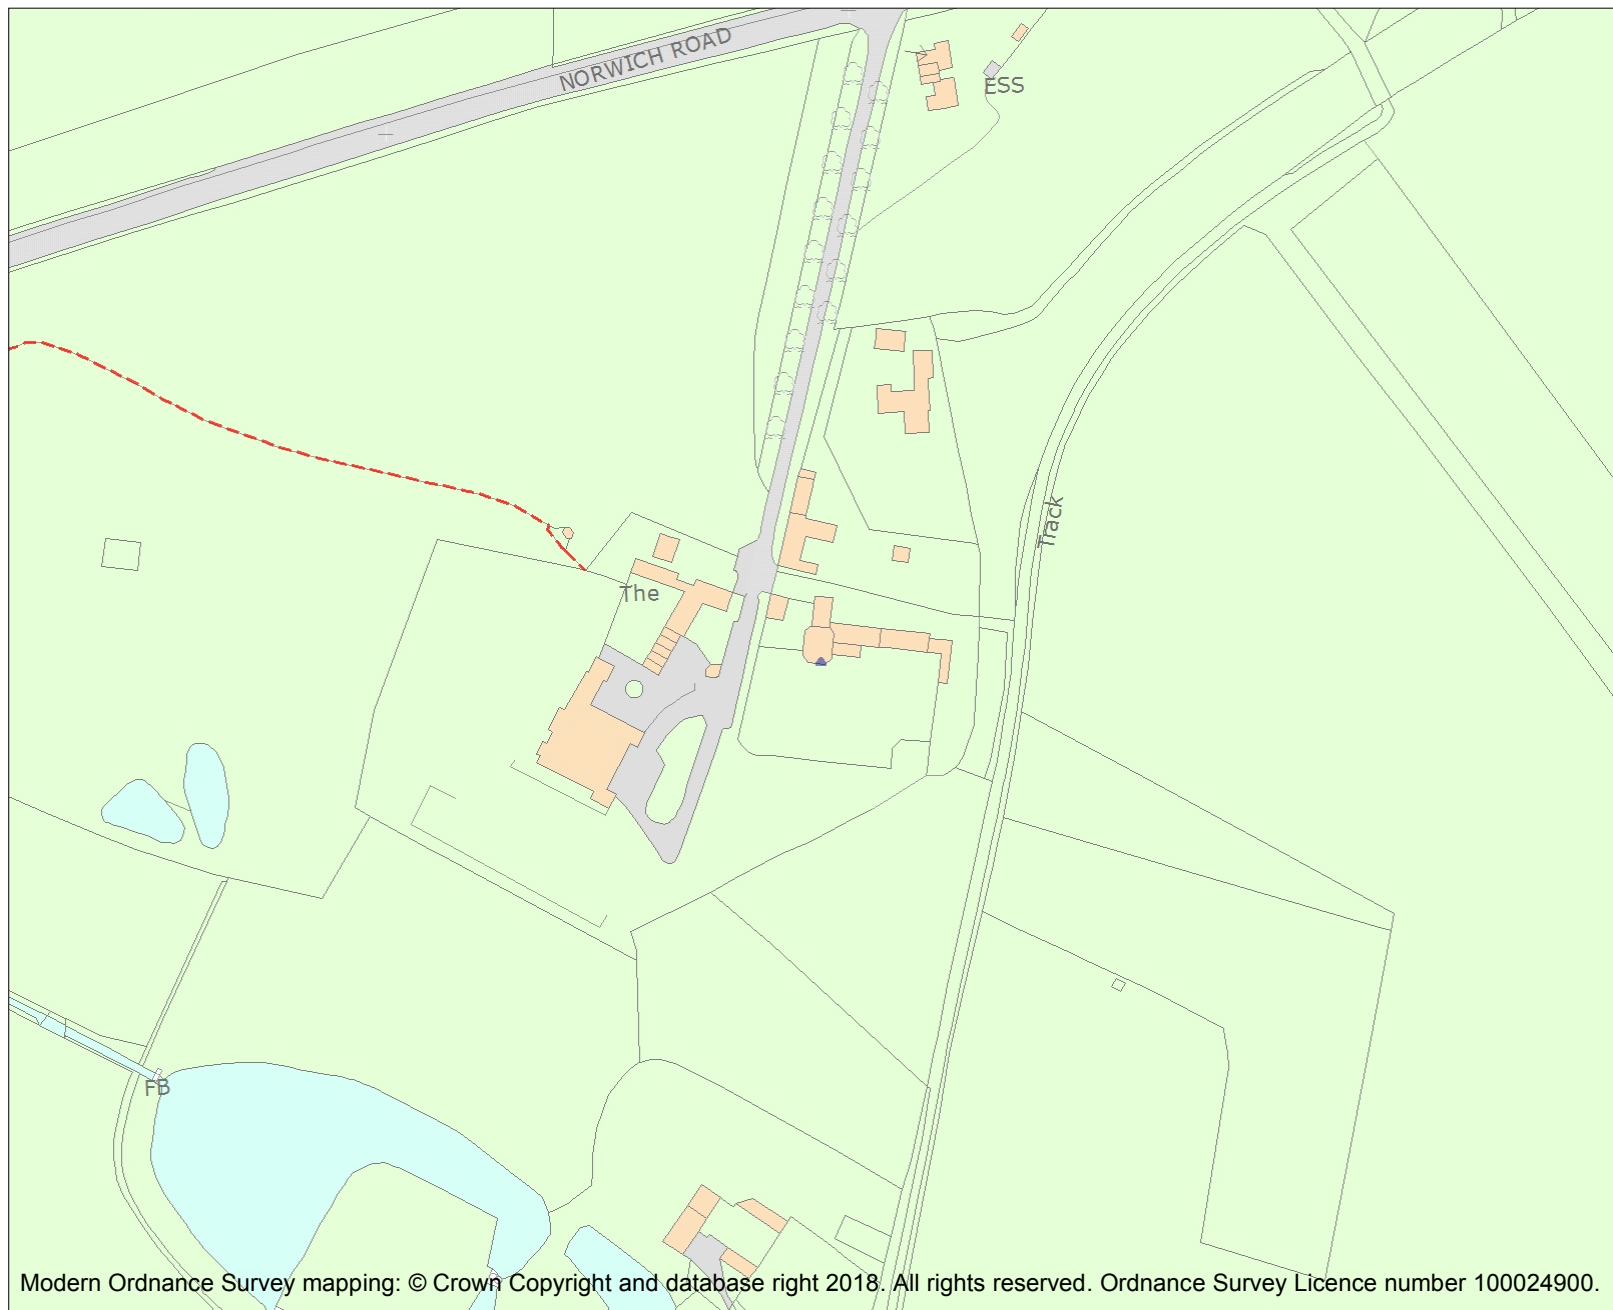 NORWICH ROAD
ESS
Track
The
FB
Modern Ordnance Survey mapping: © Crown Copyright and database right 2018. All rights reserved. Ordnance Survey Licence number 100024900.